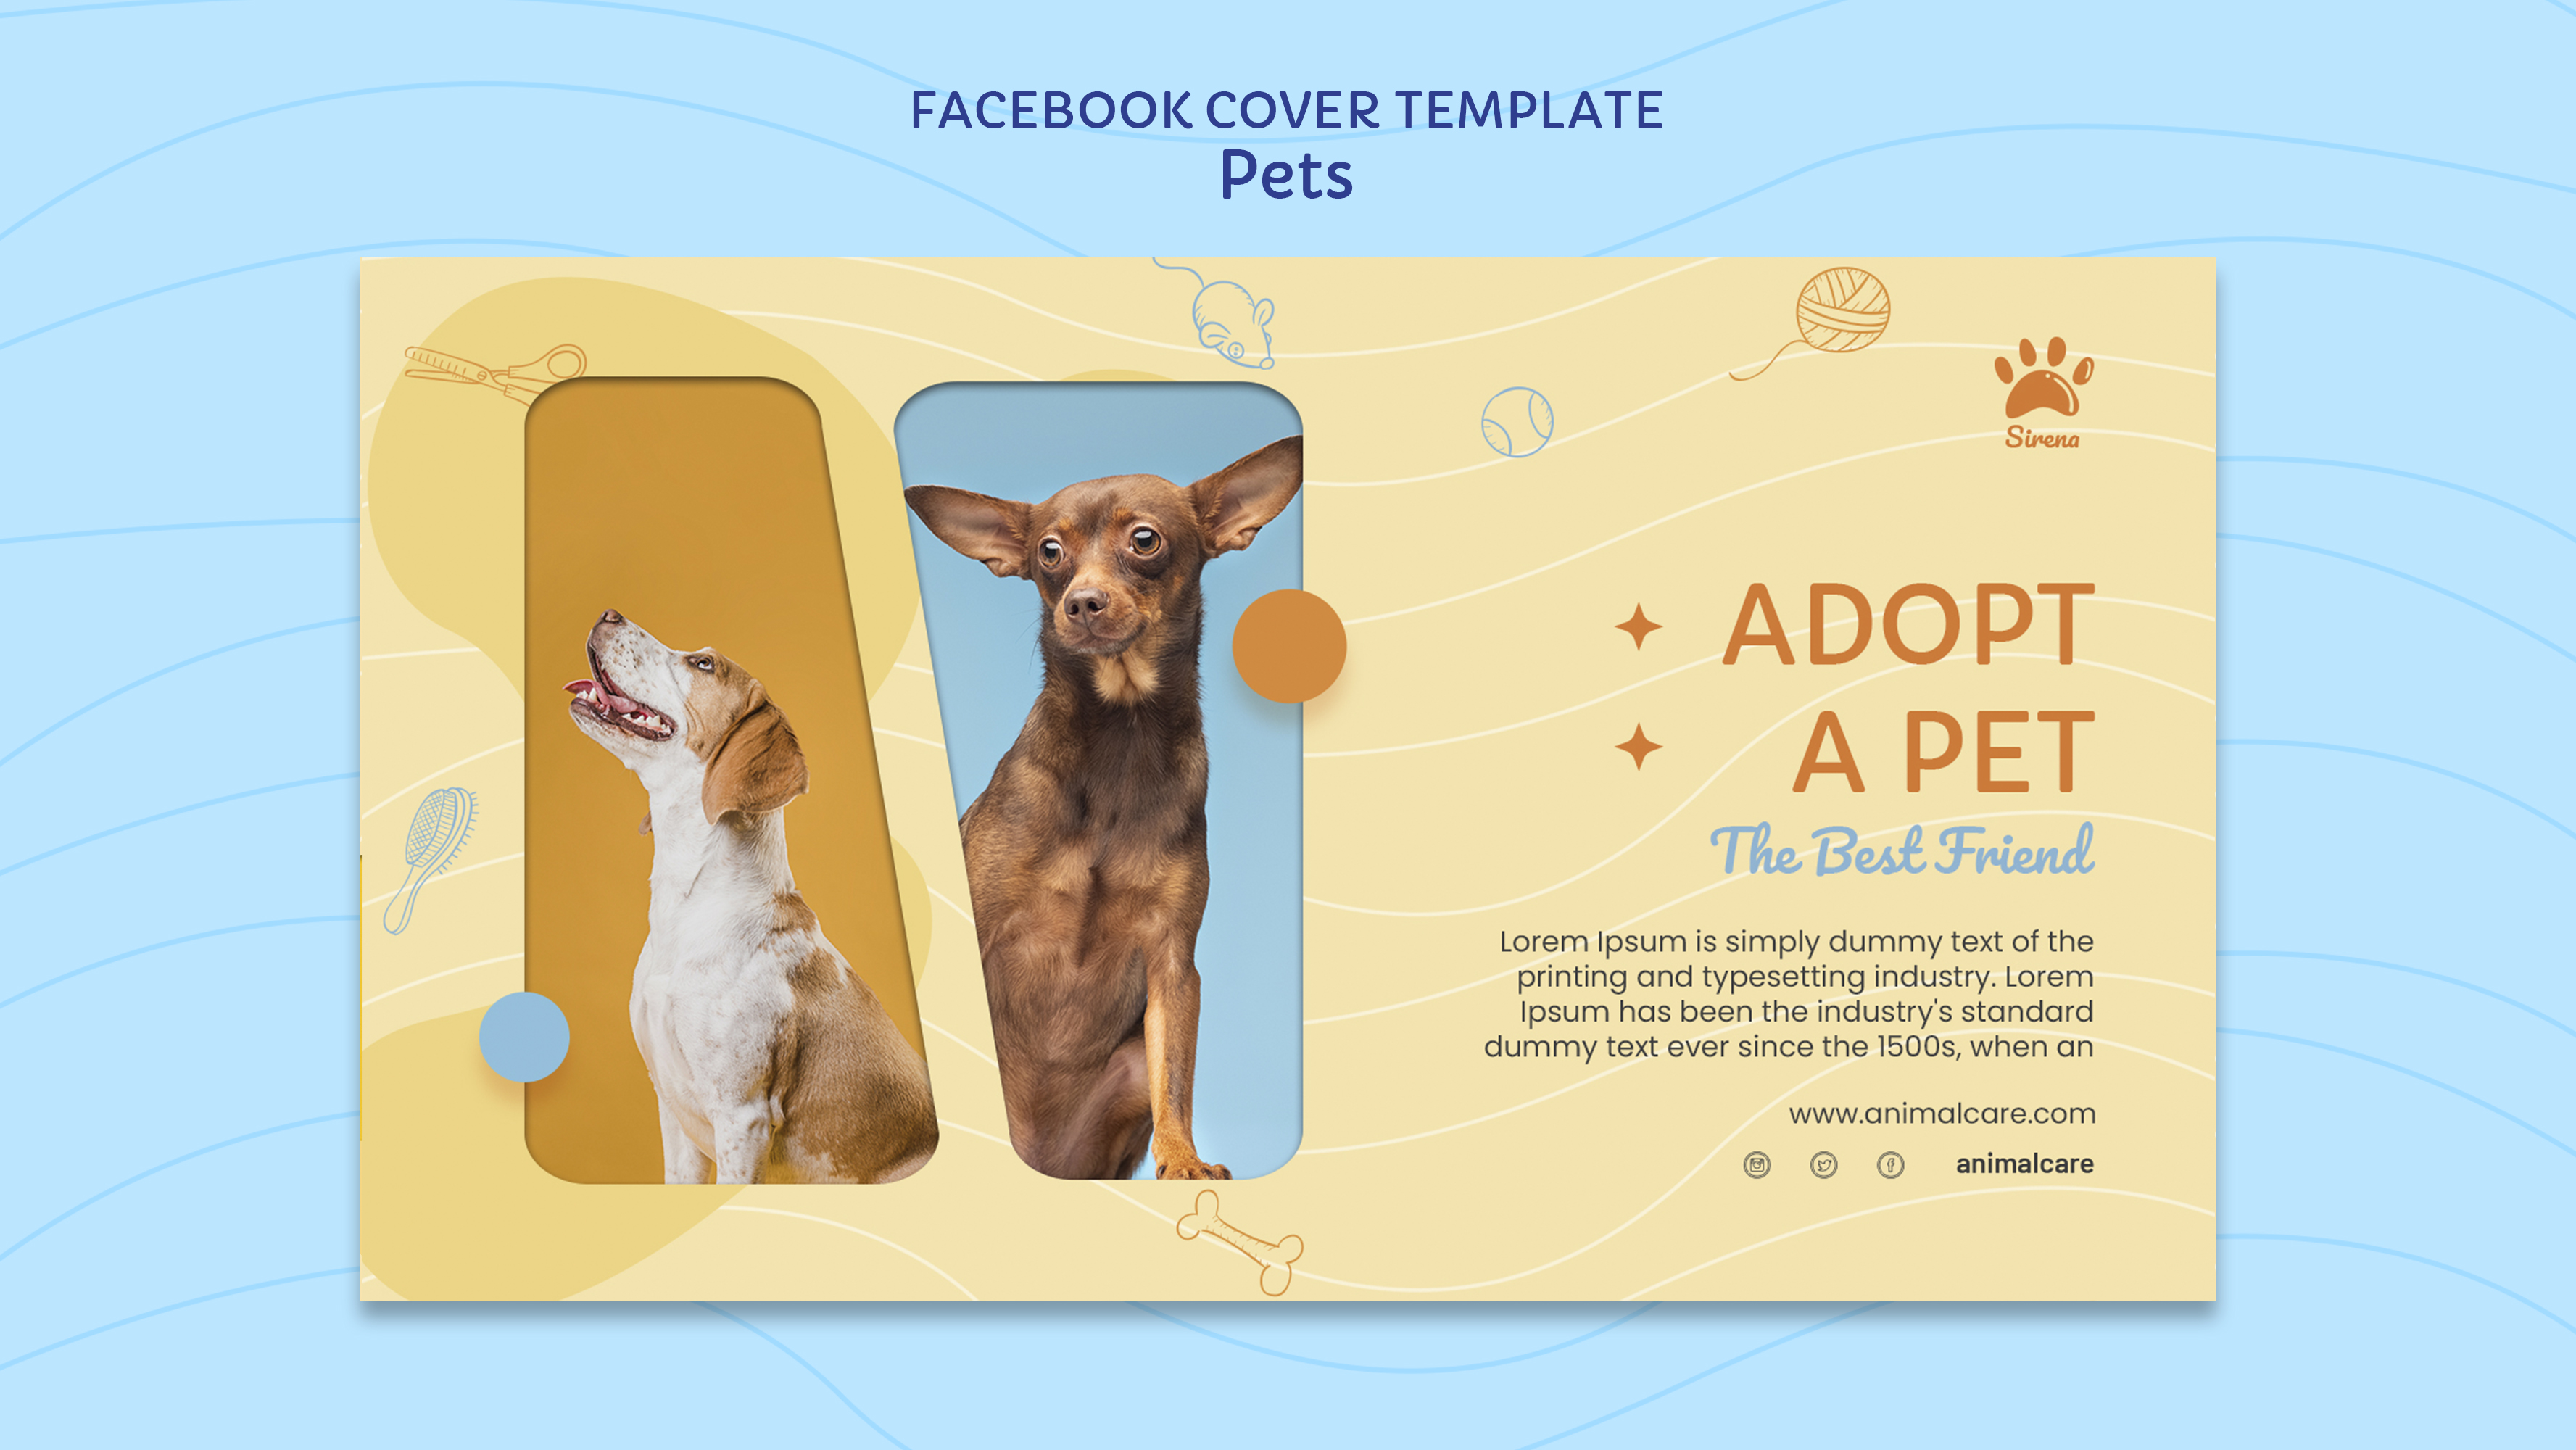 FACEBOOK COVER TEMPLATE
Pets
Sirena
ADOPT
A PET
The Best Friend
Lorem Ipsum is simply dummy text of the
printing and typesetting industry. Lorem
Ipsum has been the industry's standard
dummy text ever since the 1500s, when an
www.animalcare.com
animalcare